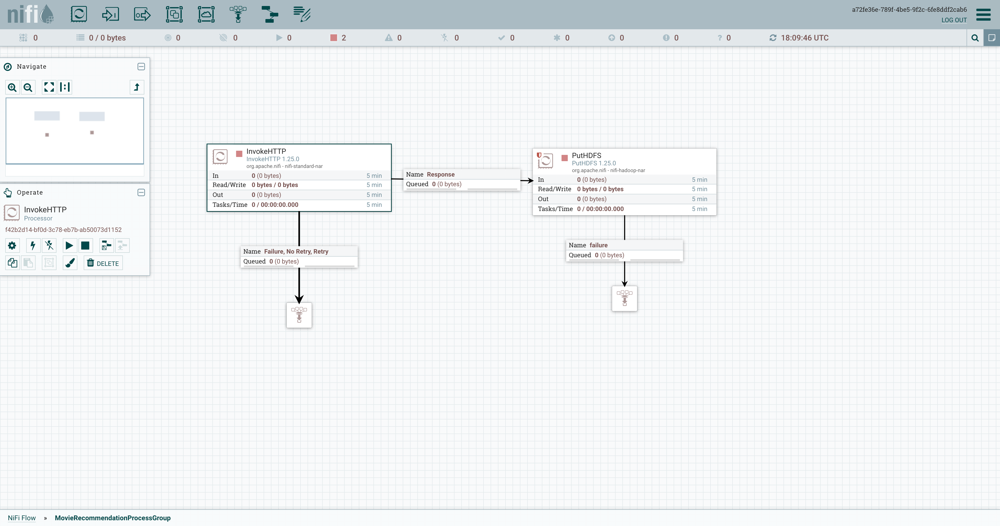 nifi
a72fe36e-789f-4be5-9f2c-6fe8ddf2cab6
LOG OUT
0
0 / 0 bytes
0
0
0
2
0
0
0
0
0
0
? 0
18:09:46 UTC
Navigate
Operate
InvokeHTTP
Processor
f42b2d14-bf0d-3c78-eb7b-ab50073d1152
DELETE
InvokeHTTP
InvokeHTTP 1.25.0
org.apache.nifi - nifi-standard-nar
In 0 (0 bytes) 5 min
Read/Write 0 bytes / 0 bytes 5 min
Out 0 (0 bytes) 5 min
Tasks/Time 0 / 00:00:00.000 5 min
Name Response
Queued 0 (0 bytes)
PutHDFS
PutHDFS 1.25.0
org.apache.nifi - nifi-hadoop-nar
In 0 (0 bytes) 5 min
Read/Write 0 bytes / 0 bytes 5 min
Out 0 (0 bytes) 5 min
Tasks/Time 0 / 00:00:00.000 5 min
Name Failure, No Retry, Retry
Queued 0 (0 bytes)
Name failure
Queued 0 (0 bytes)
NiFi Flow » MovieRecommendationProcessGroup